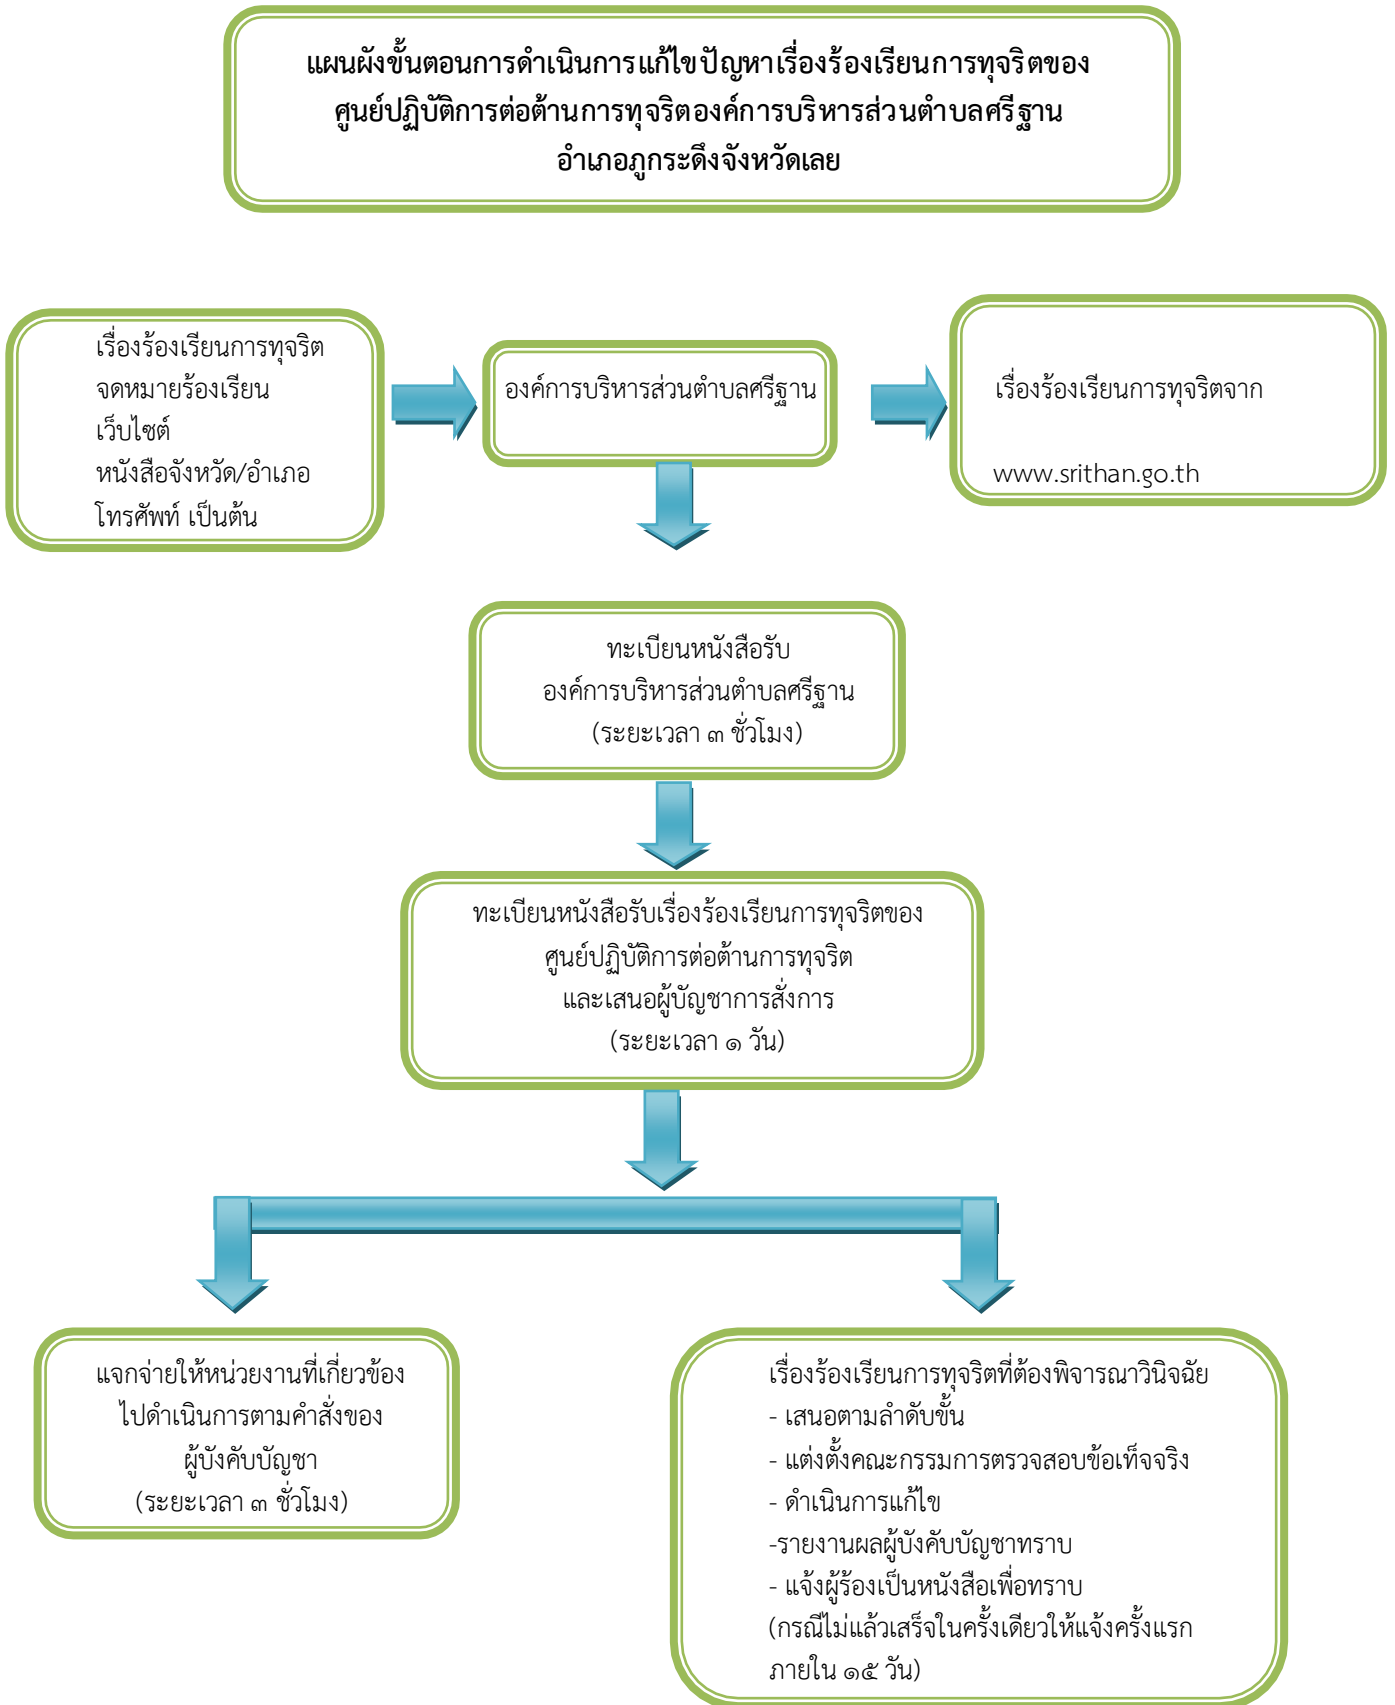 แผนผังขั้นตอนการดำเนินการแก้ไขปัญหาเรื่องร้องเรียนการทุจริตของ
ศูนย์ปฏิบัติการต่อต้านการทุจริตองค์การบริหารส่วนตำบลศรีฐาน
อำเภอภูกระดึงจังหวัดเลย
เรื่องร้องเรียนการทุจริต
จดหมายร้องเรียน
เว็บไซต์
หนังสือจังหวัด/อำเภอ
โทรศัพท์ เป็นต้น
องค์การบริหารส่วนตำบลศรีฐาน
เรื่องร้องเรียนการทุจริตจาก
www.srithan.go.th
ทะเบียนหนังสือรับ
องค์การบริหารส่วนตำบลศรีฐาน
(ระยะเวลา ๓ ชั่วโมง)
ทะเบียนหนังสือรับเรื่องร้องเรียนการทุจริตของ
ศูนย์ปฏิบัติการต่อต้านการทุจริต
และเสนอผู้บัญชาการสั่งการ
(ระยะเวลา ๑ วัน)
แจกจ่ายให้หน่วยงานที่เกี่ยวข้อง
ไปดำเนินการตามคำสั่งของ
ผู้บังคับบัญชา
(ระยะเวลา ๓ ชั่วโมง)
เรื่องร้องเรียนการทุจริตที่ต้องพิจารณาวินิจฉัย
- เสนอตามลำดับขั้น
- แต่งตั้งคณะกรรมการตรวจสอบข้อเท็จจริง
- ดำเนินการแก้ไข
-รายงานผลผู้บังคับบัญชาทราบ
- แจ้งผู้ร้องเป็นหนังสือเพื่อทราบ
(กรณีไม่แล้วเสร็จในครั้งเดียวให้แจ้งครั้งแรก
ภายใน ๑๕ วัน)